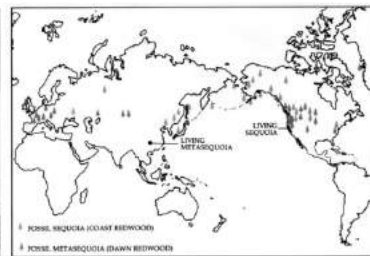 LIVING
METASEQUOIA
LIVING
SEQUOIA
FOSSIL SEQUOIA (COAST REDWOOD)
FOSSIL METASEQUOIA (DAWN REDWOOD)